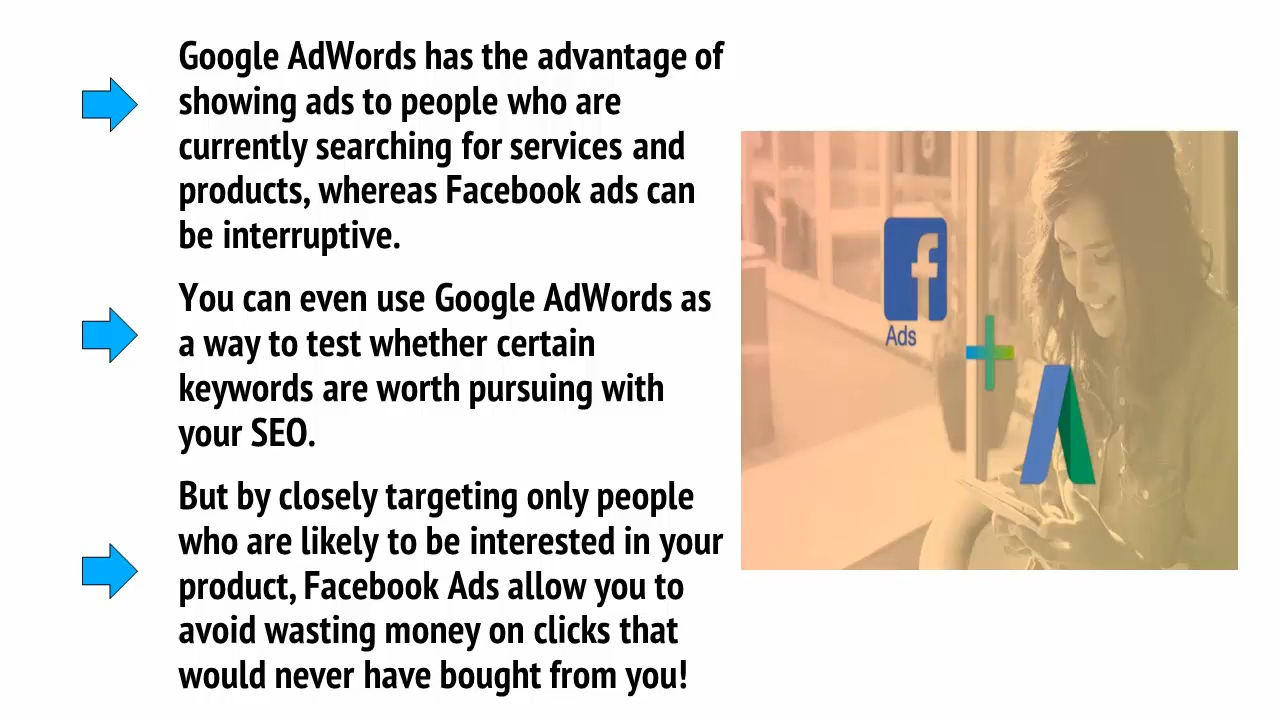 Google AdWords has the advantage of
showing ads to people who are
currently searching for services and
products, whereas Facebook ads can
be interruptive.
You can even use Google AdWords as
a way to test whether certain
keywords are worth pursuing with
your SEO.
But by closely targeting only people
who are likely to be interested in your
product, Facebook Ads allow you to
avoid wasting money on clicks that
would never have bought from you!
Ads